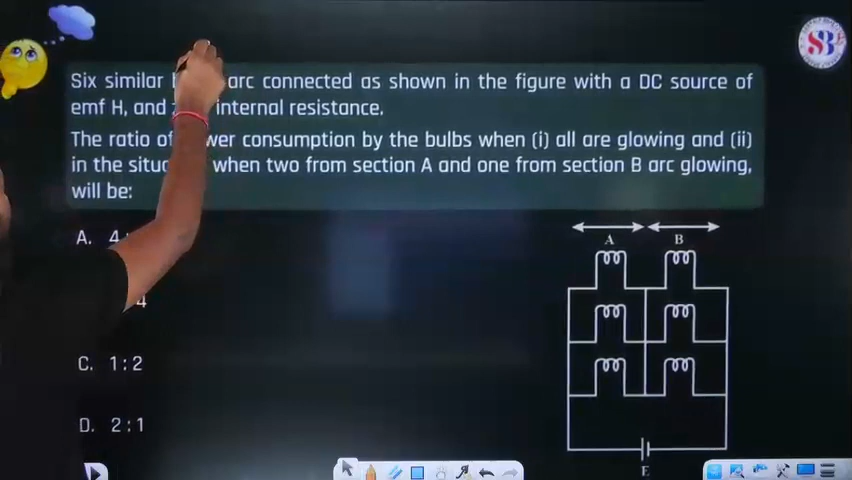 Six similar arc connected as shown in the figure with a DC source of
emf H, and internal resistance.
The ratio of wer consumption by the bulbs when (i) all are glowing and (ii)
in the situa when two from section A and one from section B arc glowing,
will be:
A. 4
4
C. 1 : 2
D. 2 : 1
A B
E
SB